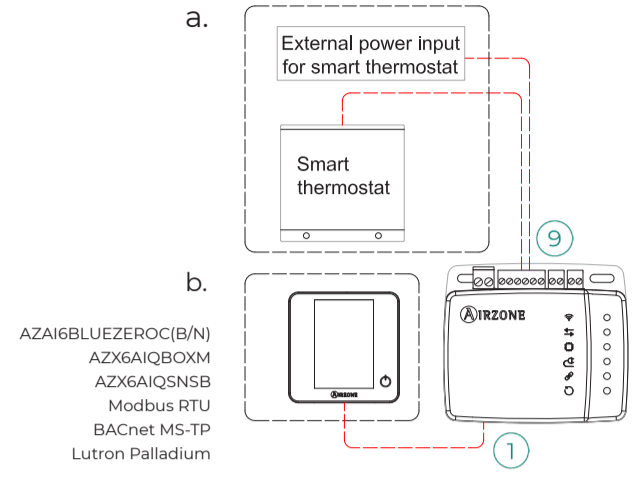 a.
External power input
for smart thermostat
Smart
thermostat
9
b.
AIRZONE
AZAI6BLUEZEROC(B/N)
AZX6AIQBOXM
AZX6AIQSNSB
Modbus RTU
BACnet MS-TP
Lutron Palladium
AIRZONE
1